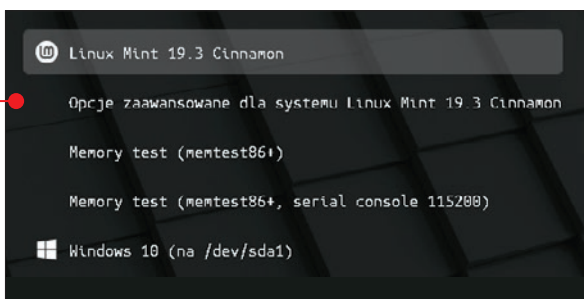 Linux Mint 19.3 Cinnamon
Opcje zaawansowane dla systemu Linux Mint 19.3 Cinnamon
Memory test (memtest86+)
Memory test (memtest86+, serial console 115200)
Windows 10 (na /dev/sda1)